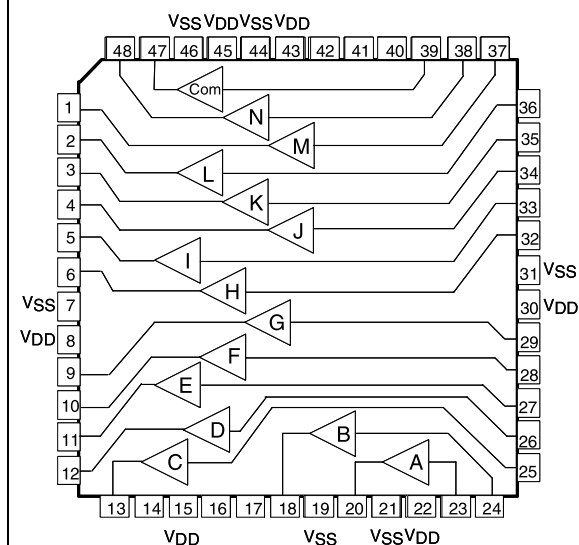 VSS VDD VSS VDD
48 47 46 45 44 43 42 41 40 39 38 37
Com
N
M
L
K
J
I
H
G
F
E
D
C
B
A
1
2
3
4
5
6
VSS 7
VDD 8
9
10
11
12
36
35
34
33
32
31 VSS
30 VDD
29
28
27
26
25
13 14 15 16 17 18 19 20 21 22 23 24
VDD VSS VSS VDD